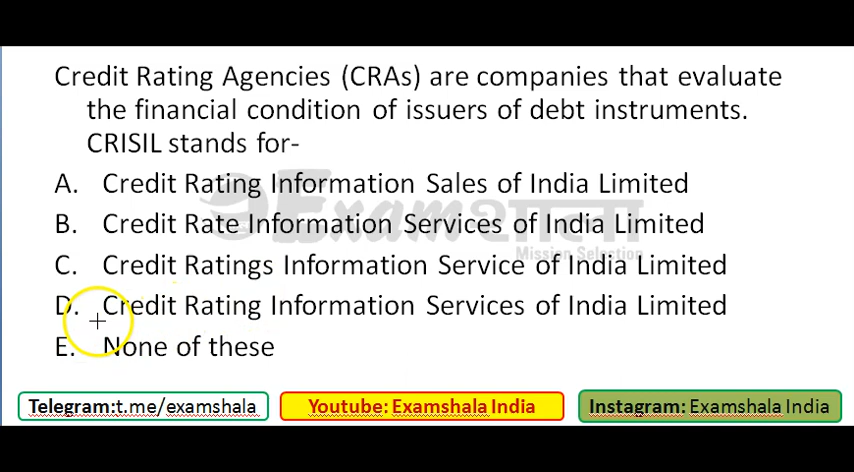 Credit Rating Agencies (CRAs) are companies that evaluate
the financial condition of issuers of debt instruments.
CRISIL stands for-
A. Credit Rating Information Sales of India Limited
B. Credit Rate Information Services of India Limited
Examशाला
Mission Selection
C. Credit Ratings Information Service of India Limited
D. Credit Rating Information Services of India Limited
E. None of these
Telegram:t.me/examshala Youtube: Examshala India Instagram: Examshala India